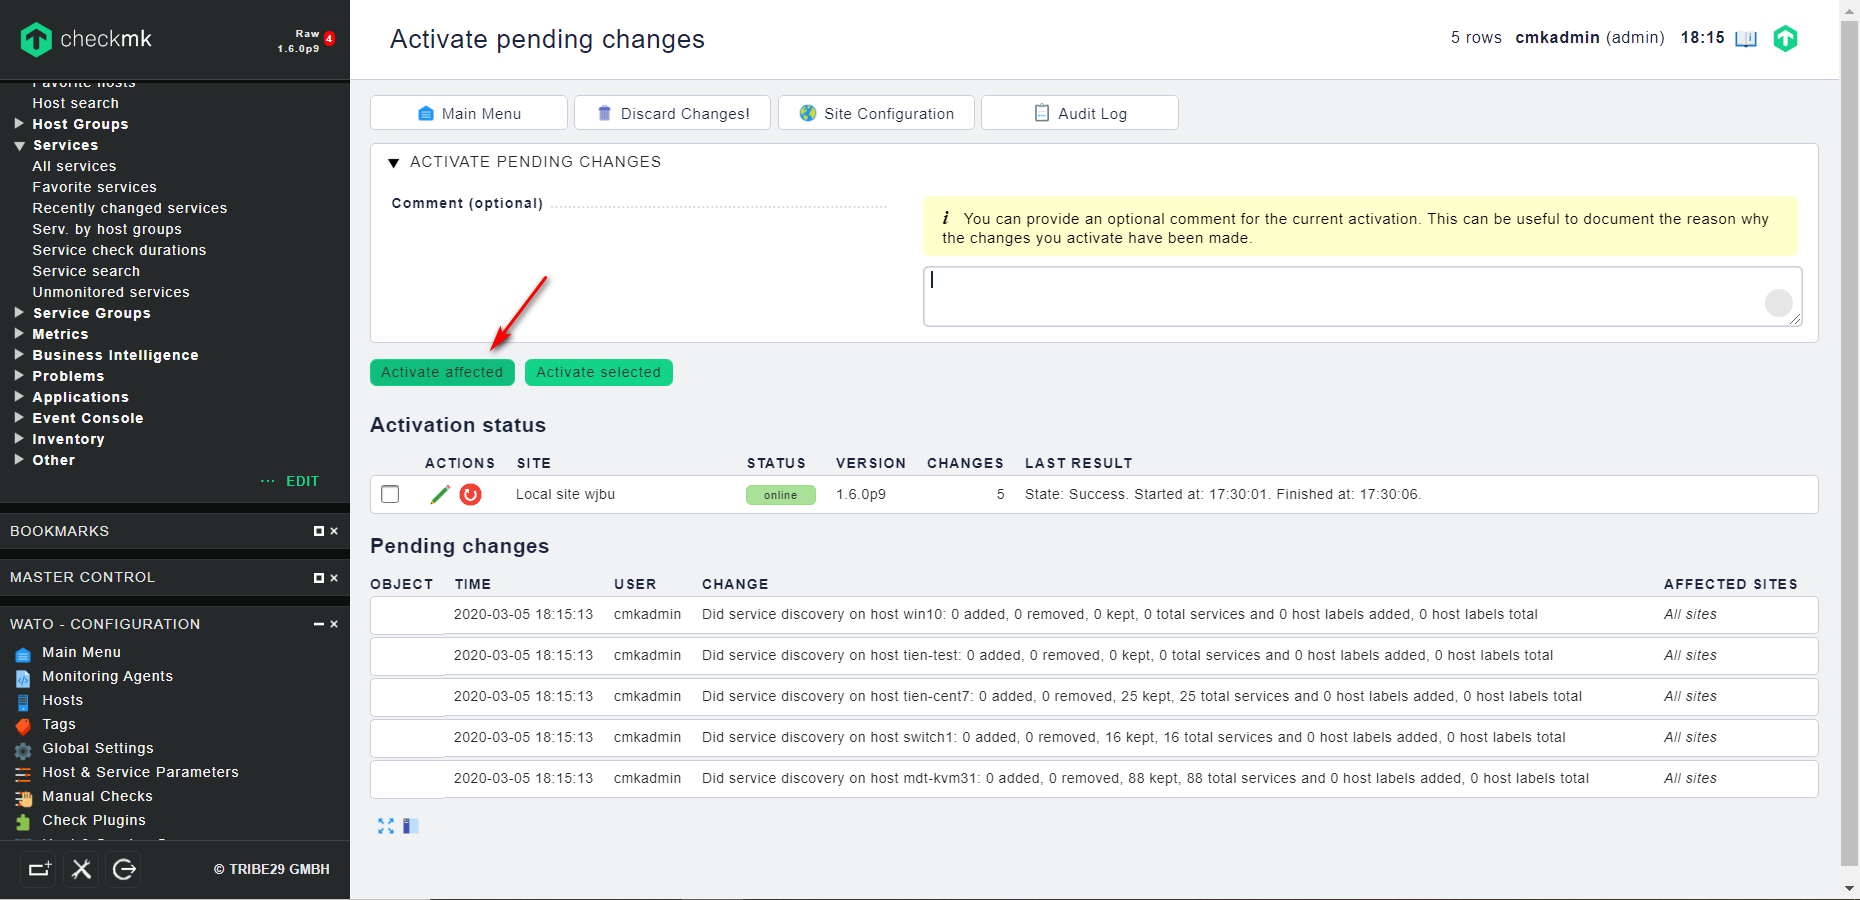 checkmk
Raw 4
1.6.0p9
Activate pending changes
5 rows cmkadmin (admin) 18:15
Favorite hosts
Host search
Host Groups
Services
All services
Favorite services
Recently changed services
Serv. by host groups
Service check durations
Service search
Unmonitored services
Service Groups
Metrics
Business Intelligence
Problems
Applications
Event Console
Inventory
Other
··· EDIT
BOOKMARKS
MASTER CONTROL
WATO - CONFIGURATION
Main Menu
Monitoring Agents
Hosts
Tags
Global Settings
Host & Service Parameters
Manual Checks
Check Plugins
© TRIBE29 GMBH
Main Menu Discard Changes! Site Configuration Audit Log
ACTIVATE PENDING CHANGES
Comment (optional)
i You can provide an optional comment for the current activation. This can be useful to document the reason why
the changes you activate have been made.
Activate affected Activate selected
Activation status
ACTIONS SITE STATUS VERSION CHANGES LAST RESULT
Local site wjbu online 1.6.0p9 5 State: Success. Started at: 17:30:01. Finished at: 17:30:06.
Pending changes
OBJECT TIME USER CHANGE AFFECTED SITES
2020-03-05 18:15:13 cmkadmin Did service discovery on host win10: 0 added, 0 removed, 0 kept, 0 total services and 0 host labels added, 0 host labels total All sites
2020-03-05 18:15:13 cmkadmin Did service discovery on host tien-test: 0 added, 0 removed, 0 kept, 0 total services and 0 host labels added, 0 host labels total All sites
2020-03-05 18:15:13 cmkadmin Did service discovery on host tien-cent7: 0 added, 0 removed, 25 kept, 25 total services and 0 host labels added, 0 host labels total All sites
2020-03-05 18:15:13 cmkadmin Did service discovery on host switch1: 0 added, 0 removed, 16 kept, 16 total services and 0 host labels added, 0 host labels total All sites
2020-03-05 18:15:13 cmkadmin Did service discovery on host mdt-kvm31: 0 added, 0 removed, 88 kept, 88 total services and 0 host labels added, 0 host labels total All sites